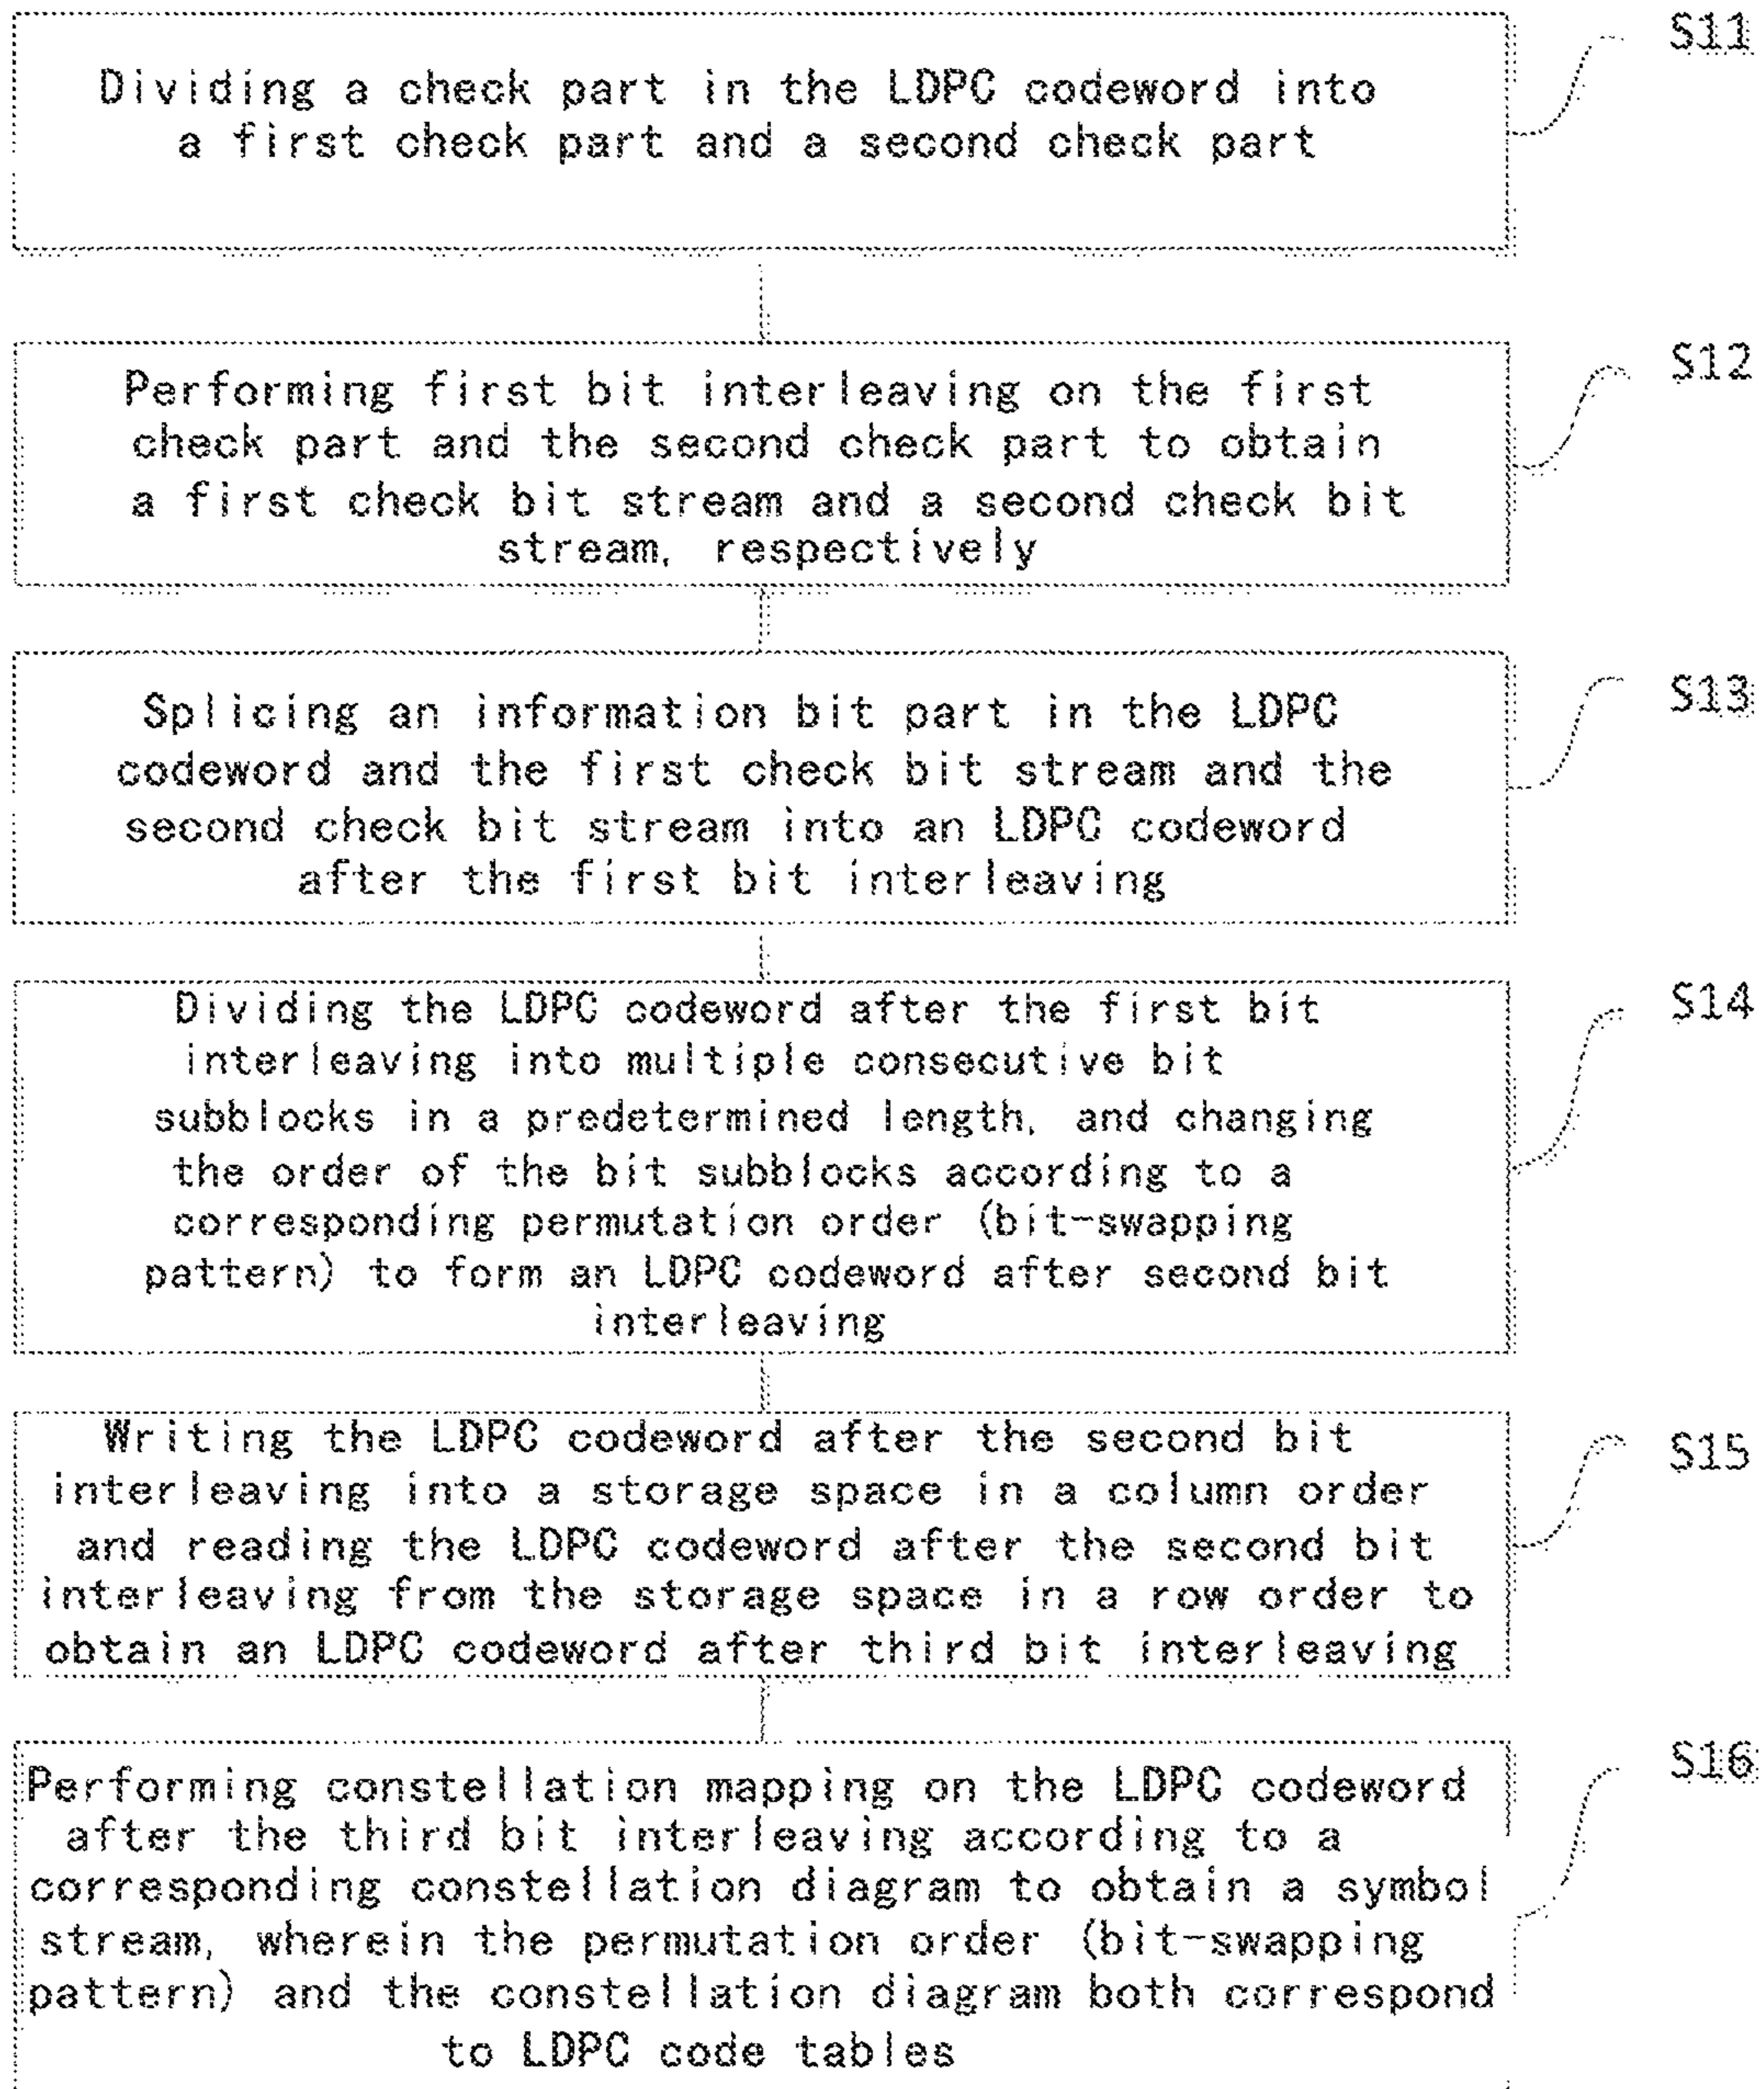 Dividing a check part in the LDPC codeword into
a first check part and a second check part
S11
Performing first bit interleaving on the first
check part and the second check part to obtain
a first check bit stream and a second check bit
stream, respectively
S12
Splicing an information bit part in the LDPC
codeword and the first check bit stream and the
second check bit stream into an LDPC codeword
after the first bit interleaving
S13
Dividing the LDPC codeword after the first bit
interleaving into multiple consecutive bit
subblocks in a predetermined length, and changing
the order of the bit subblocks according to a
corresponding permutation order (bit-swapping
pattern) to form an LDPC codeword after second bit
interleaving
S14
Writing the LDPC codeword after the second bit
interleaving into a storage space in a column order
and reading the LDPC codeword after the second bit
interleaving from the storage space in a row order to
obtain an LDPC codeword after third bit interleaving
S15
Performing constellation mapping on the LDPC codeword
after the third bit interleaving according to a
corresponding constellation diagram to obtain a symbol
stream, wherein the permutation order (bit-swapping
pattern) and the constellation diagram both correspond
to LDPC code tables
S16